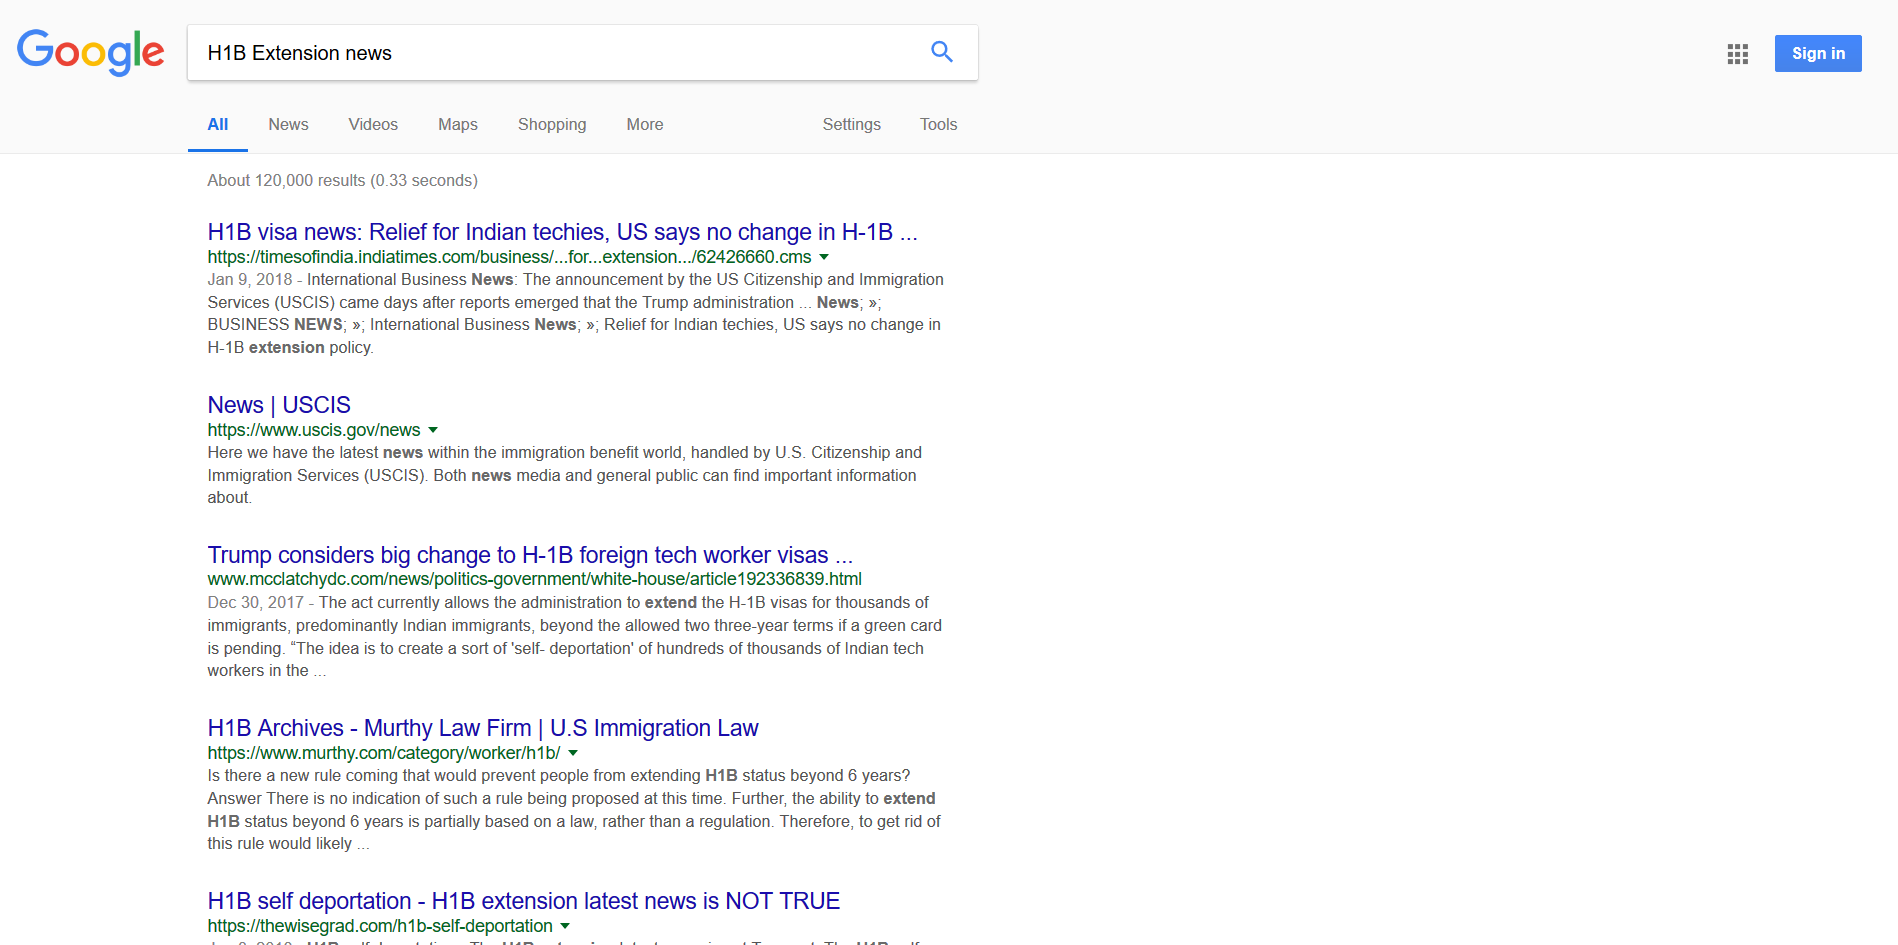 Google
H1B Extension news
Sign in
All News Videos Maps Shopping More Settings Tools
About 120,000 results (0.33 seconds)
H1B visa news: Relief for Indian techies, US says no change in H-1B ...
https://timesofindia.indiatimes.com/business/...for...extension.../62426660.cms
Jan 9, 2018 - International Business News: The announcement by the US Citizenship and Immigration
Services (USCIS) came days after reports emerged that the Trump administration ... News; »;
BUSINESS NEWS; »; International Business News; »; Relief for Indian techies, US says no change in
H-1B extension policy.
News | USCIS
https://www.uscis.gov/news
Here we have the latest news within the immigration benefit world, handled by U.S. Citizenship and
Immigration Services (USCIS). Both news media and general public can find important information
about.
Trump considers big change to H-1B foreign tech worker visas ...
www.mcclatchydc.com/news/politics-government/white-house/article192336839.html
Dec 30, 2017 - The act currently allows the administration to extend the H-1B visas for thousands of
immigrants, predominantly Indian immigrants, beyond the allowed two three-year terms if a green card
is pending. “The idea is to create a sort of 'self- deportation' of hundreds of thousands of Indian tech
workers in the ...
H1B Archives - Murthy Law Firm | U.S Immigration Law
https://www.murthy.com/category/worker/h1b/
Is there a new rule coming that would prevent people from extending H1B status beyond 6 years?
Answer There is no indication of such a rule being proposed at this time. Further, the ability to extend
H1B status beyond 6 years is partially based on a law, rather than a regulation. Therefore, to get rid of
this rule would likely ...
H1B self deportation - H1B extension latest news is NOT TRUE
https://thewisegrad.com/h1b-self-deportation